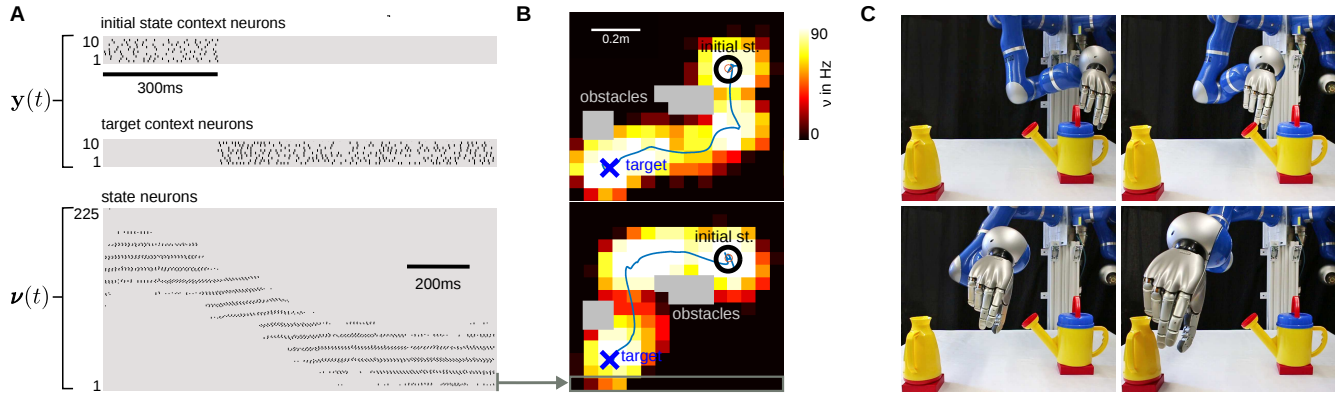 A
initial state context neurons
10
1
300ms
y(t)
target context neurons
10
1
state neurons
225
200ms
ν(t)
1
B
0.2m
initial st.
obstacles
target
90
ν in Hz
0
initial st.
obstacles
target
C